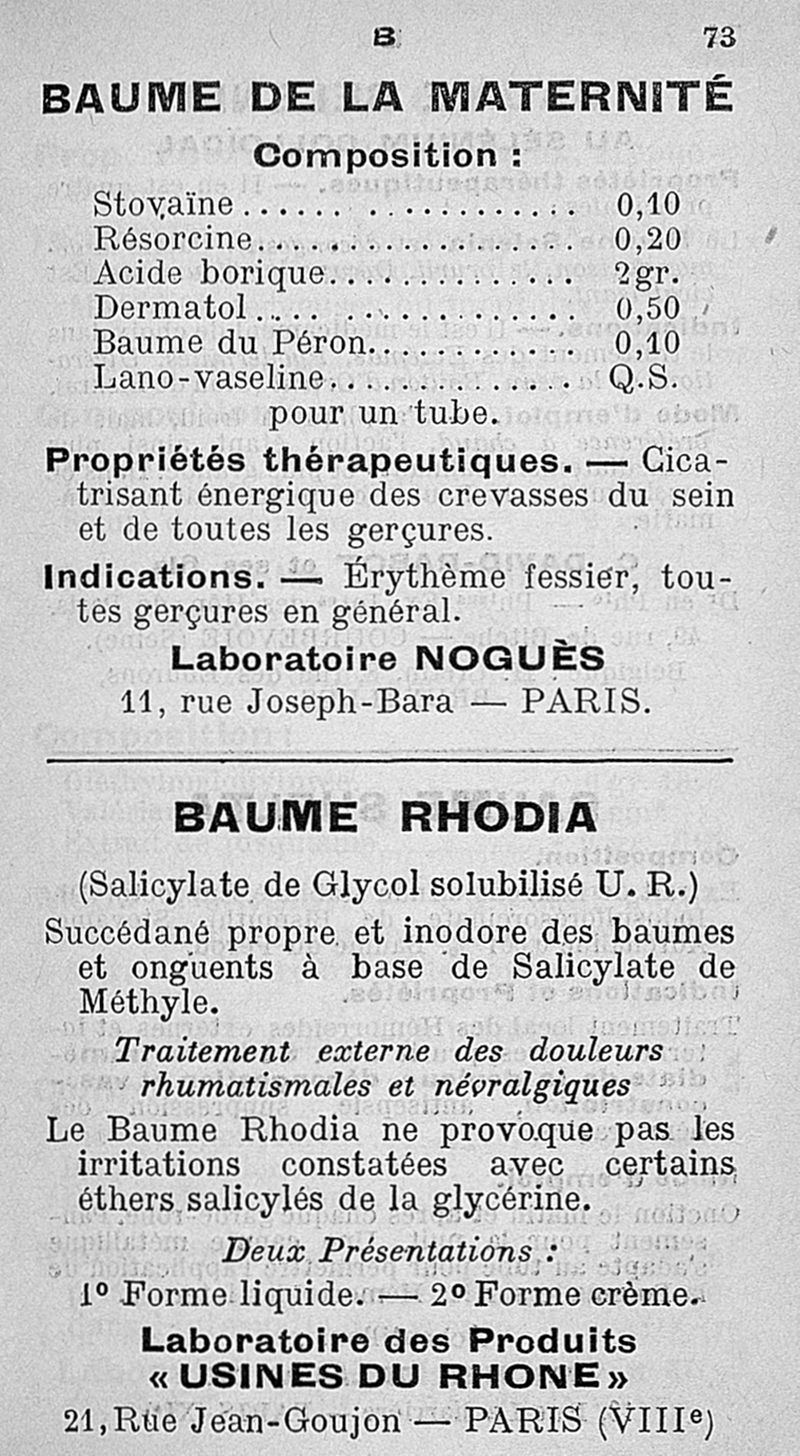 B 73
BAUME DE LA MATERNITÉ
Composition :
Stovaïne...................... 0,10
Résorcine..................... 0,20
Acide borique................ 2gr.
Dermatol..................... 0,50
Baume du Péron.............. 0,10
Lano-vaseline................ Q.S.
pour un tube.
Propriétés thérapeutiques. — Cica-
trisant énergique des crevasses du sein
et de toutes les gerçures.
Indications. — Érythème fessier, tou-
tes gerçures en général.
Laboratoire NOGUÈS
11, rue Joseph-Bara — PARIS.
BAUME RHODIA
(Salicylate de Glycol solubilisé U. R.)
Succédané propre et inodore des baumes
et onguents à base de Salicylate de
Méthyle.
Traitement externe des douleurs
rhumatismales et névralgiques
Le Baume Rhodia ne provoque pas les
irritations constatées avec certains
éthers salicylés de la glycérine.
Deux Présentations :
1º Forme liquide. — 2º Forme crème.
Laboratoire des Produits
« USINES DU RHONE »
21, Rue Jean-Goujon — PARIS (VIIIe)